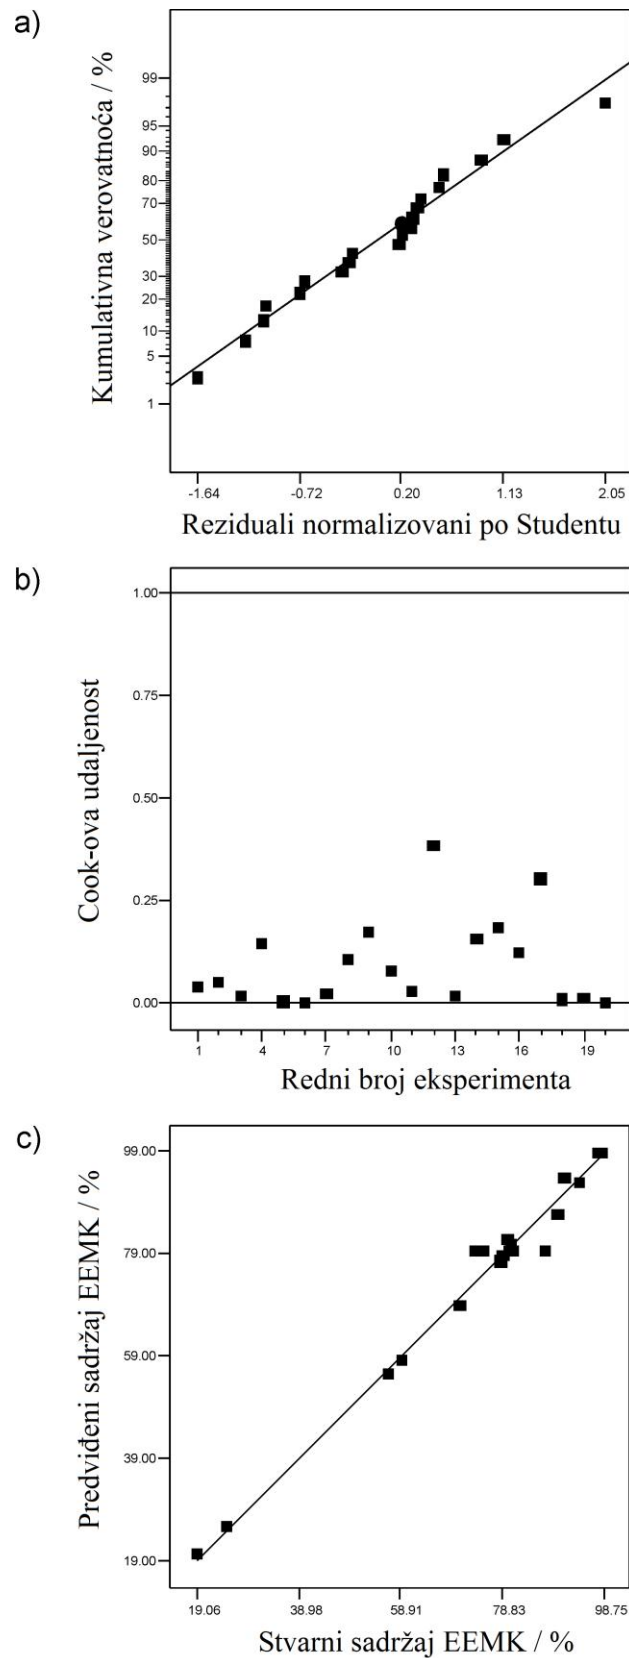 a)
Kumulativna verovatnoća / %
99
95
90
80
70
50
30
20
10
5
1
-1.64 -0.72 0.20 1.13 2.05
Reziduali normalizovani po Studentu
b)
Cook-ova udaljenost
1.00
0.75
0.50
0.25
0.00
1 4 7 10 13 16 19
Redni broj eksperimenta
c)
Predviđeni sadržaj EEMK / %
99.00
79.00
59.00
39.00
19.00
19.06 38.98 58.91 78.83 98.75
Stvarni sadržaj EEMK / %